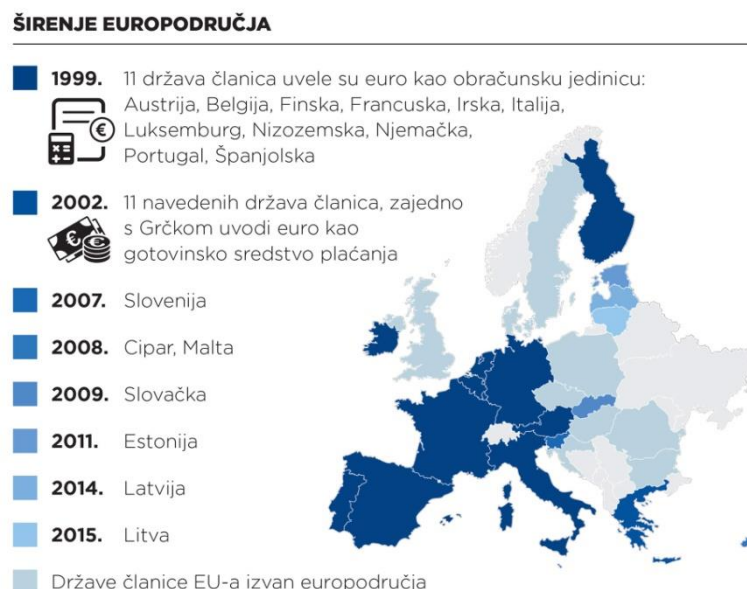 ŠIRENJE EUROPODRUČJA
1999. 11 država članica uvele su euro kao obračunsku jedinicu:
Austrija, Belgija, Finska, Francuska, Irska, Italija,
Luksemburg, Nizozemska, Njemačka,
Portugal, Španjolska
2002. 11 navedenih država članica, zajedno
s Grčkom uvodi euro kao
gotovinsko sredstvo plaćanja
2007. Slovenija
2008. Cipar, Malta
2009. Slovačka
2011. Estonija
2014. Latvija
2015. Litva
Države članice EU-a izvan europodručja